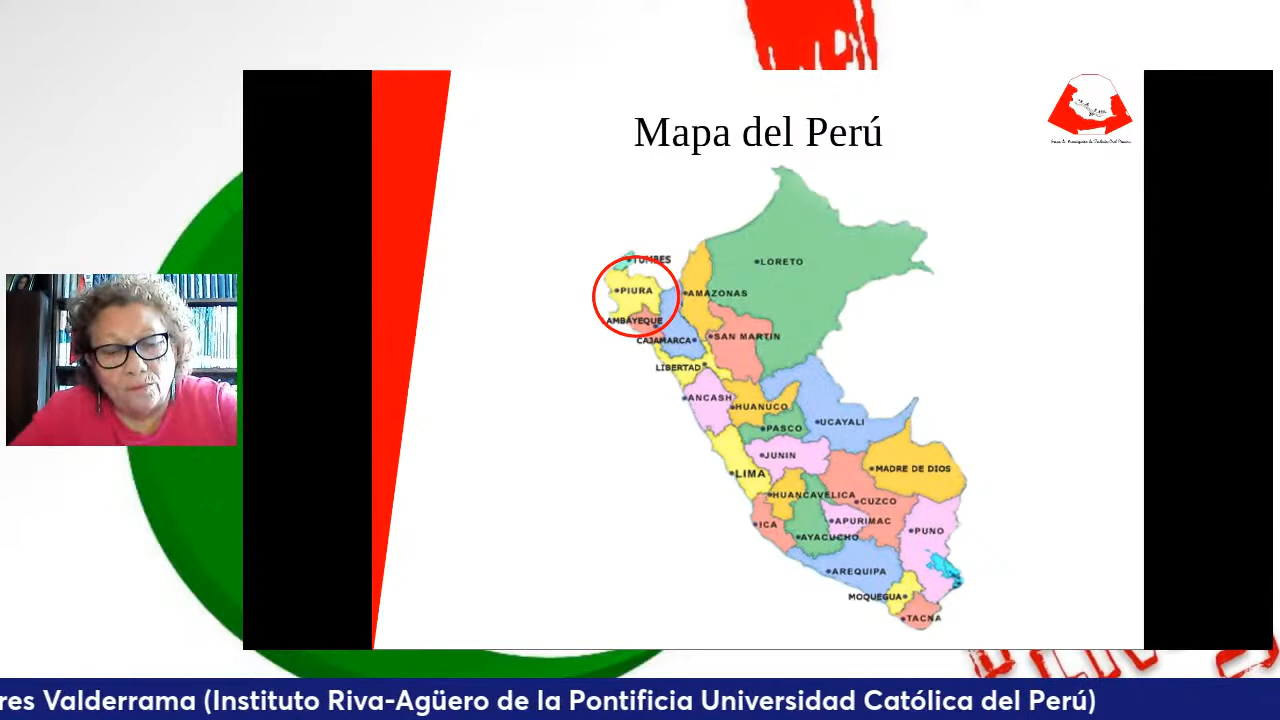 Mapa del Perú
TUMBES
LORETO
PIURA
AMAZONAS
AMBAYEQUE
SAN MARTIN
CAJAMARCA
LIBERTAD
ANCASH
HUANUCO
UCAYALI
PASCO
JUNIN
MADRE DE DIOS
LIMA
HUANCAVELICA
CUZCO
ICA
APURIMAC
PUNO
AYACUCHO
AREQUIPA
MOQUEGUA
TACNA
res Valderrama (Instituto Riva-Agüero de la Pontificia Universidad Católica del Perú)